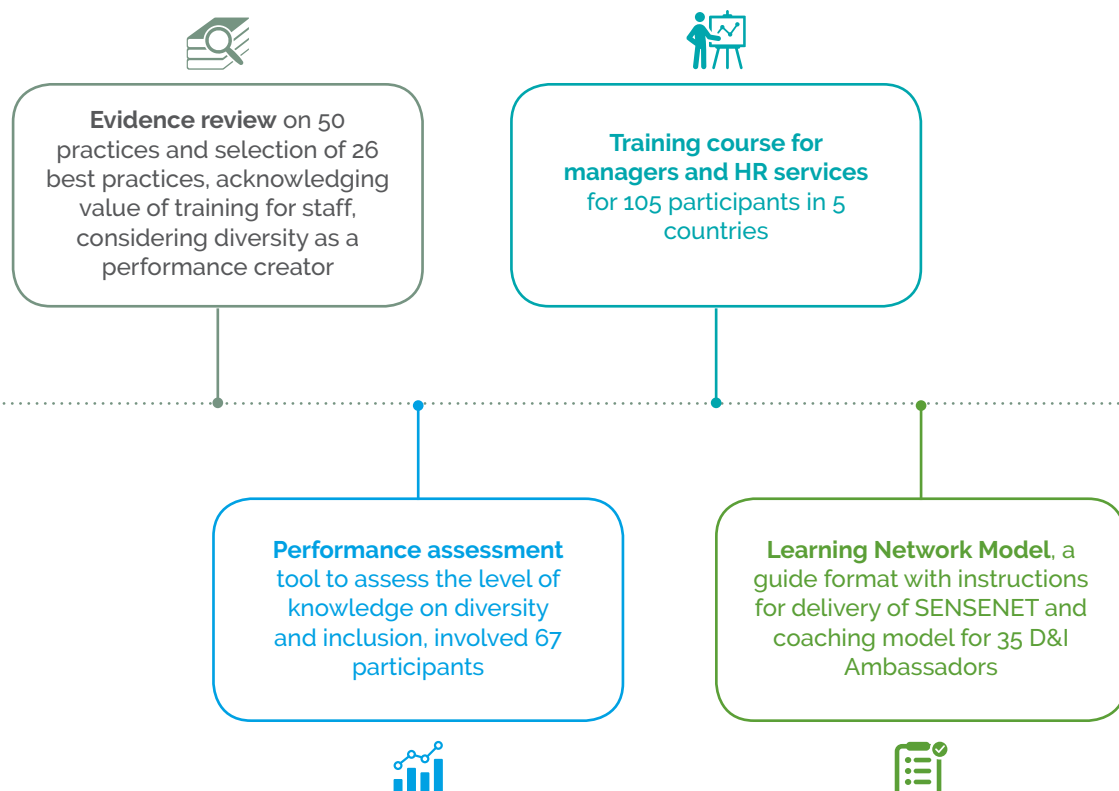 Evidence review on 50
practices and selection of 26
best practices, acknowledging
value of training for staff,
considering diversity as a
performance creator
Training course for
managers and HR services
for 105 participants in 5
countries
Performance assessment
tool to assess the level of
knowledge on diversity
and inclusion, involved 67
participants
Learning Network Model, a
guide format with instructions
for delivery of SENSENET and
coaching model for 35 D&I
Ambassadors